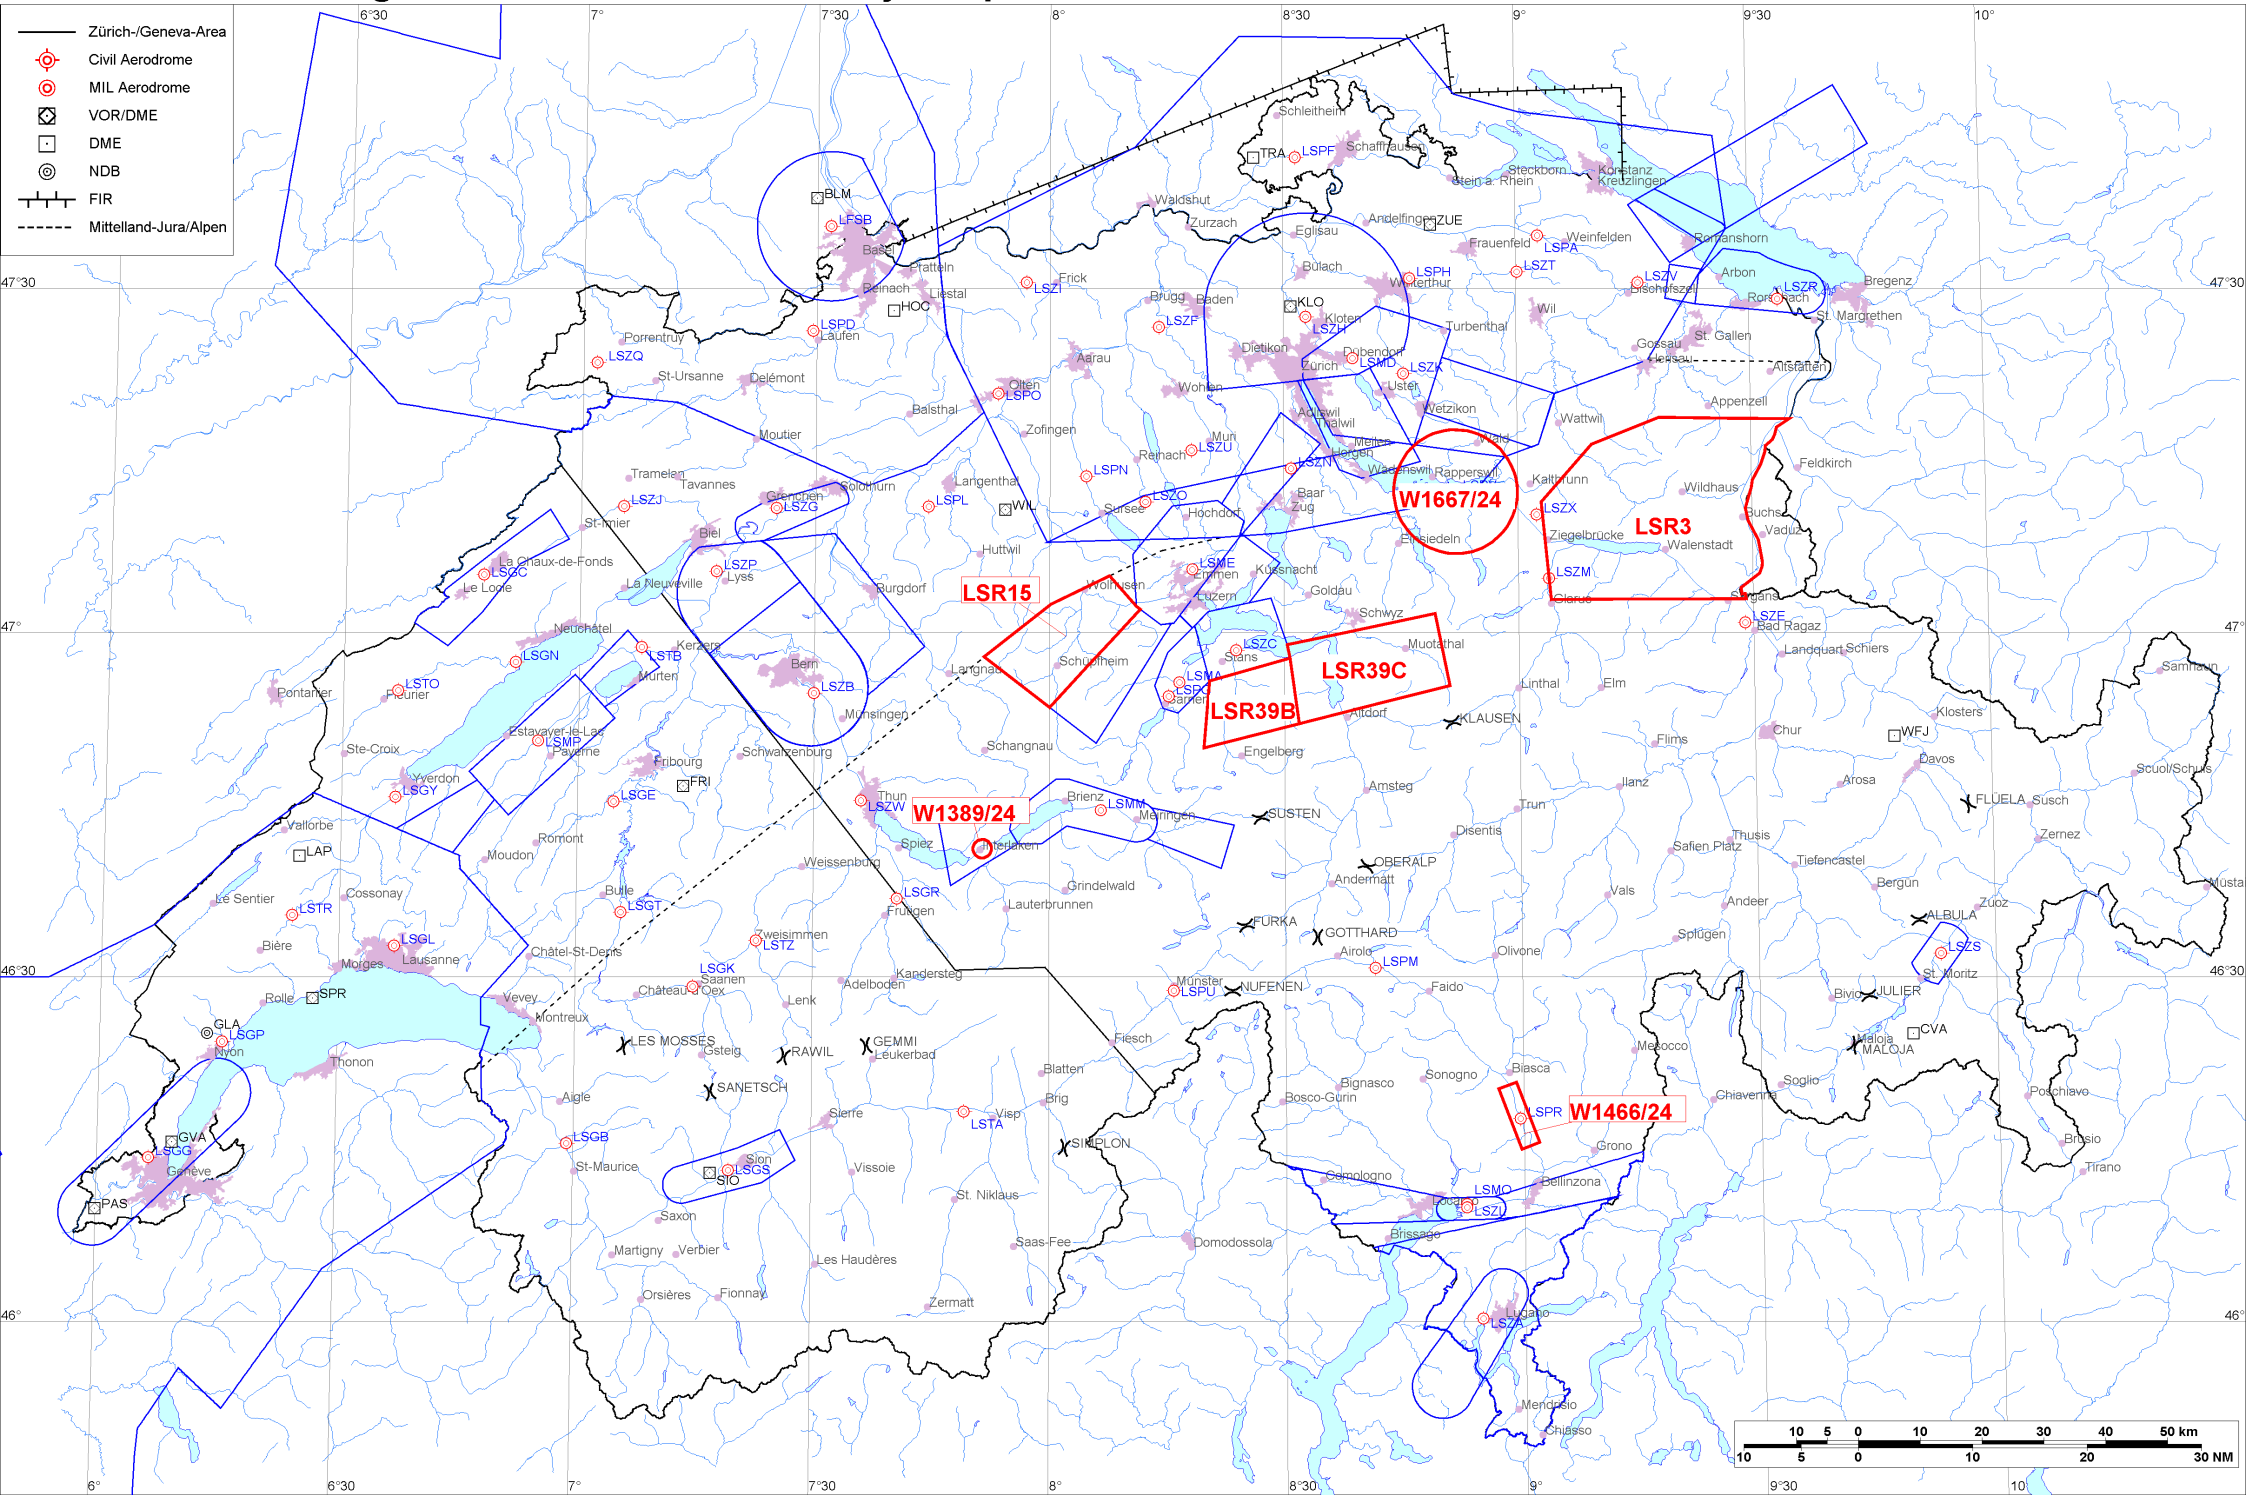 6°30
7°
7°30
8°
8°30
9°
9°30
10°
Zürich-/Geneva-Area
Civil Aerodrome
MIL Aerodrome
VOR/DME
DME
NDB
FIR
Mittelland-Jura/Alpen
Schleitheim
TRA
LSPF
Schaffhausen
Stein a. Rhein
Steckborn
Konstanz
Kreuzlingen
BLM
LFSB
Basel
Waldshut
Zurzach
Eglisau
Andelfingen
ZUE
Frauenfeld
LSPA
Weinfelden
Romanshorn
Pratteln
Reinach
Liestal
HOC
LSZI
Frick
Brugg
Baden
Bülach
KLO
Kloten
LSZH
LSPH
Winterthur
LSZT
LSZV
Bischofszell
Arbon
Rorschach
LSZR
Bregenz
47°30
47°30
St. Margrethen
LSPD
Laufen
LSZF
Porrentruy
LSZQ
St-Ursanne
Delémont
Aarau
Dietikon
Zürich
Dübendorf
LSMD
LSZK
Turbenthal
Wil
Gossau
Herisau
St. Gallen
Altstätten
Olten
LSPO
Balsthal
Wohlen
Uster
Wetzikon
Wattwil
Appenzell
Adliswil
Thalwil
Moutier
Zofingen
Muri
LSZU
Reinach
Meilen
Horgen
Wald
Wädenswil
Rapperswil
Tramelan
Tavannes
LSZJ
Grenchen
LSZG
Solothurn
Langenthal
LSPL
WIL
LSPN
LSZO
Sursee
Hochdorf
LSZN
Baar
Zug
W1667/24
Kaltbrunn
LSZX
Wildhaus
Feldkirch
Buchs
Vaduz
LSR3
Ziegelbrücke
Walenstadt
St-Imier
Biel
La Chaux-de-Fonds
LSGC
Le Locle
La Neuveville
LSZP
Lyss
Burgdorf
Huttwil
LSR15
Wolhusen
LSME
Emmen
Luzern
Küssnacht
Einsiedeln
Goldau
LSZM
Glarus
Sargans
LSZE
Bad Ragaz
47°
47°
Neuchâtel
LSGN
Kerzers
LSTB
Murten
Bern
LSZB
Langnau
Schüpfheim
LSZC
Stans
Schwyz
Muotathal
LSR39C
LSMA
LSPG
Sarnen
LSR39B
Altdorf
Linthal
Elm
Landquart
Schiers
Samnaun
Pontarlier
LSTO
Fleurier
Münsingen
KLAUSEN
Klosters
Estavayer-le-Lac
LSMP
Payerne
Ste-Croix
Schwarzenburg
Schangnau
Engelberg
Flims
Chur
WFJ
Davos
Scuol/Schuls
Yverdon
LSGY
Fribourg
FRI
LSGE
Thun
LSZW
W1389/24
Brienz
LSMM
Meiringen
SUSTEN
Amsteg
Trun
Ilanz
Arosa
FLÜELA
Susch
Vallorbe
Romont
LAP
Moudon
Weissenburg
Spiez
Interlaken
Disentis
Safien Platz
Thusis
Zernez
Tiefencastel
Le Sentier
Cossonay
LSTR
Bulle
LSGT
LSGR
Frutigen
Grindelwald
Lauterbrunnen
OBERALP
Andermatt
Vals
Andeer
Bergün
Zuoz
ALBULA
Müsta
Bière
LSGL
Lausanne
Morges
Châtel-St-Denis
Zweisimmen
LSTZ
FURKA
GOTTHARD
Airolo
LSPM
Olivone
Splügen
LSZS
St. Moritz
46°30
46°30
Rolle
SPR
Vevey
Montreux
Château-d'Oex
LSGK
Saanen
Lenk
Adelboden
Kandersteg
Münster
LSPU
NUFENEN
Faido
Bivio
JULIER
GLA
LSGP
Nyon
Thonon
LES MOSSES
Gsteig
RAWIL
GEMMI
Leukerbad
Fiesch
Mesocco
CVA
Maloja
MALOJA
Blatten
Biasca
SANETSCH
Bignasco
Sonogno
Chiavenna
Soglio
Poschiavo
Aigle
Sierre
LSTA
Visp
Brig
Bosco-Gurin
LSPR
W1466/24
GVA
LSGG
Genève
LSGB
St-Maurice
SIO
LSGS
Sion
Vissoie
SIMPLON
Grono
Brusio
Tirano
PAS
Saxon
St. Niklaus
Comologno
LSMO
LSZL
Locarno
Bellinzona
Martigny
Verbier
Les Haudères
Saas-Fee
Domodossola
Brissago
Orsières
Fionnay
Zermatt
46°
46°
Lugano
LSZA
Mendrisio
Chiasso
10 5 0 10 20 30 40 50 km
10 5 0 10 20 30 NM
6°
6°30
7°
7°30
8°
8°30
9°
9°30
10°